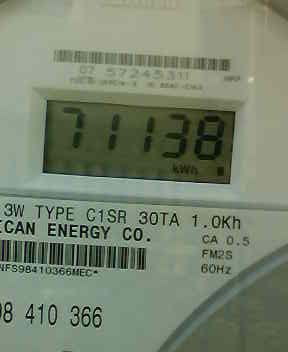 07 57245311
71138
kWh
3W TYPE C1SR 30TA 1.0Kh
ICAN ENERGY CO.
CA 0.5
FM2S
60Hz
NFS98410366MEC*
98 410 366